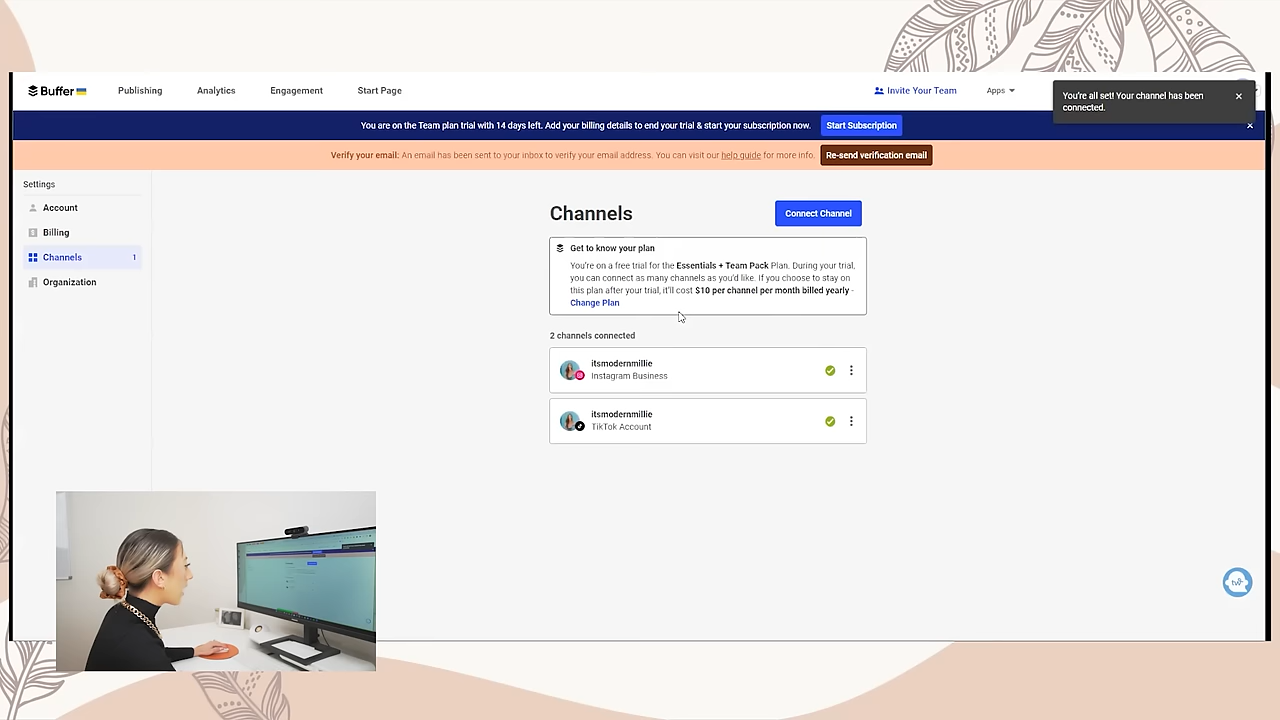 Buffer
Publishing
Analytics
Engagement
Start Page
Invite Your Team
Apps
You're all set! Your channel has been
connected.
You are on the Team plan trial with 14 days left. Add your billing details to end your trial & start your subscription now.
Start Subscription
Verify your email: An email has been sent to your inbox to verify your email address. You can visit our help guide for more info.
Re-send verification email
Settings
Account
Billing
Channels 1
Organization
Channels
Connect Channel
Get to know your plan
You're on a free trial for the Essentials + Team Pack Plan. During your trial,
you can connect as many channels as you'd like. If you choose to stay on
this plan after your trial, it'll cost $10 per channel per month billed yearly -
Change Plan
2 channels connected
itsmodernmillie
Instagram Business
itsmodernmillie
TikTok Account